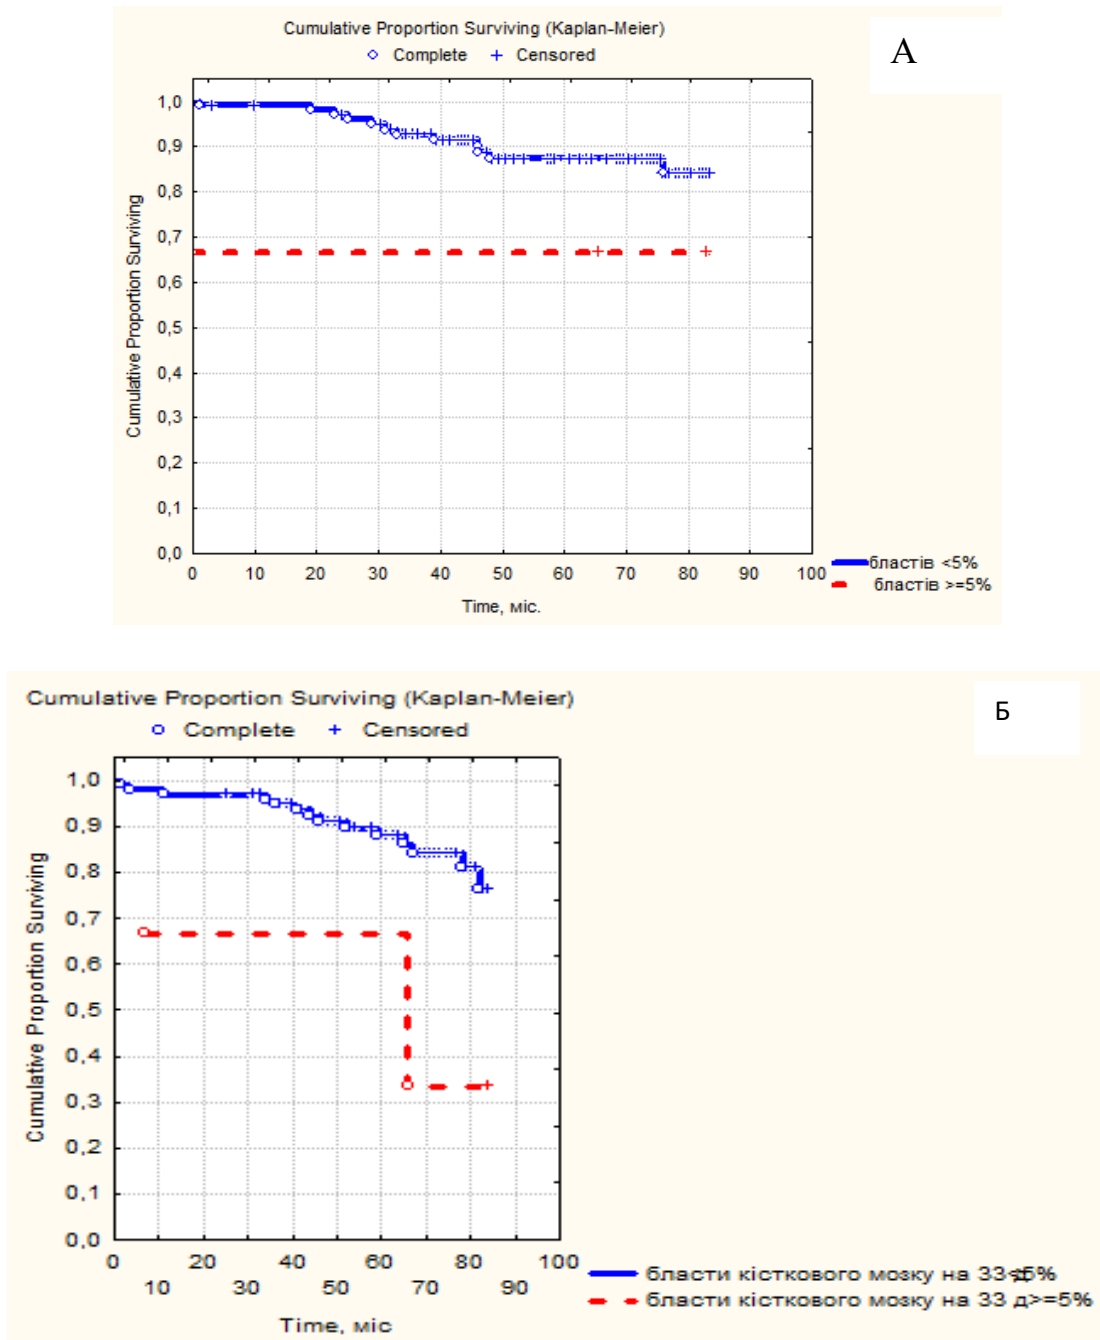 Cumulative Proportion Surviving (Kaplan-Meier)
Complete + Censored
А
Cumulative Proportion Surviving
1,0
0,9
0,8
0,7
0,6
0,5
0,4
0,3
0,2
0,1
0,0
0 10 20 30 40 50 60 70 80 90 100
Time, міс.
бластів <5%
бластів >=5%
Cumulative Proportion Surviving (Kaplan-Meier)
Complete + Censored
Б
Cumulative Proportion Surviving
1,0
0,9
0,8
0,7
0,6
0,5
0,4
0,3
0,2
0,1
0,0
0 20 40 60 80 100
10 30 50 70 90
Time, міс
бласти кісткового мозку на 33 д<5%
бласти кісткового мозку на 33 д>=5%